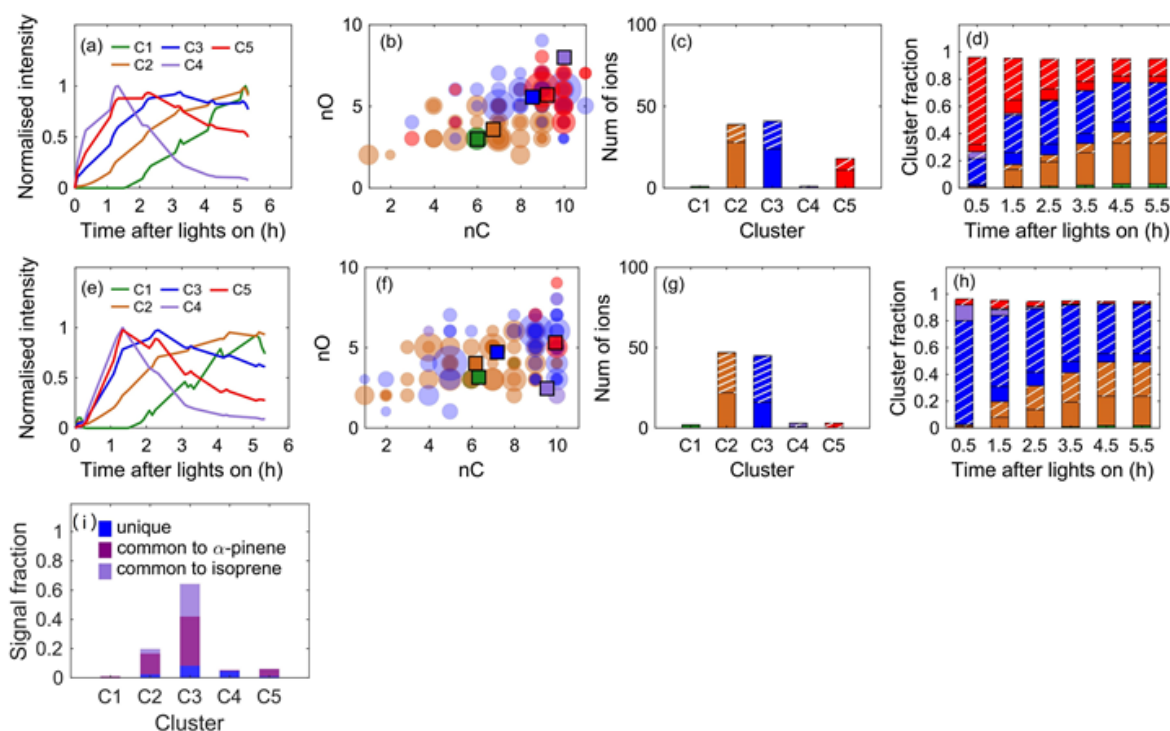 (a)
C1 C3 C5
C2 C4
Normalised intensity
1
0.5
0
0 1 2 3 4 5 6
Time after lights on (h)
(b)
nO
10
5
0
2 4 6 8 10
nC
(c)
Num of ions
100
50
0
C1 C2 C3 C4 C5
Cluster
(d)
Cluster fraction
1
0.8
0.6
0.4
0.2
0
0.5 1.5 2.5 3.5 4.5 5.5
Time after lights on (h)
(e)
C1 C3 C5
C2 C4
Normalised intensity
1
0.5
0
0 1 2 3 4 5 6
Time after lights on (h)
(f)
nO
10
5
0
2 4 6 8 10
nC
(g)
Num of ions
100
50
0
C1 C2 C3 C4 C5
Cluster
(h)
Cluster fraction
1
0.8
0.6
0.4
0.2
0
0.5 1.5 2.5 3.5 4.5 5.5
Time after lights on (h)
(i)
unique
common to α-pinene
common to isoprene
Signal fraction
1
0.8
0.6
0.4
0.2
0
C1 C2 C3 C4 C5
Cluster